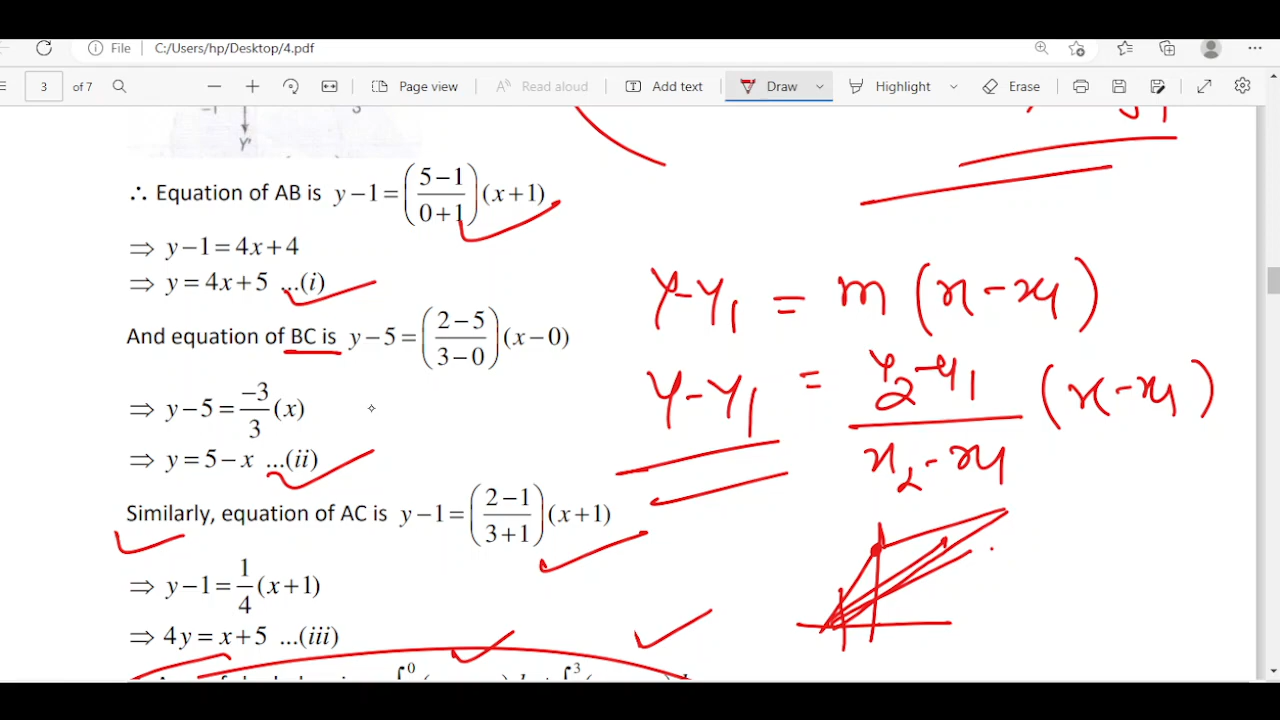 File C:/Users/hp/Desktop/4.pdf
3 of 7 Page view Read aloud Add text Draw Highlight Erase
-1 3
Y'
∴ Equation of AB is y−1=((5−1)/(0+1))(x+1)
⇒ y−1=4x+4
⇒ y=4x+5 ...(i)
And equation of BC is y−5=((2−5)/(3−0))(x−0)
⇒ y−5=(−3/3)(x)
⇒ y=5−x ...(ii)
Similarly, equation of AC is y−1=((2−1)/(3+1))(x+1)
⇒ y−1=(1/4)(x+1)
⇒ 4y=x+5 ...(iii)
y-y₁ = m (x-x₁)
y-y₁ = (y₂-y₁)/(x₂-x₁) (x-x₁)